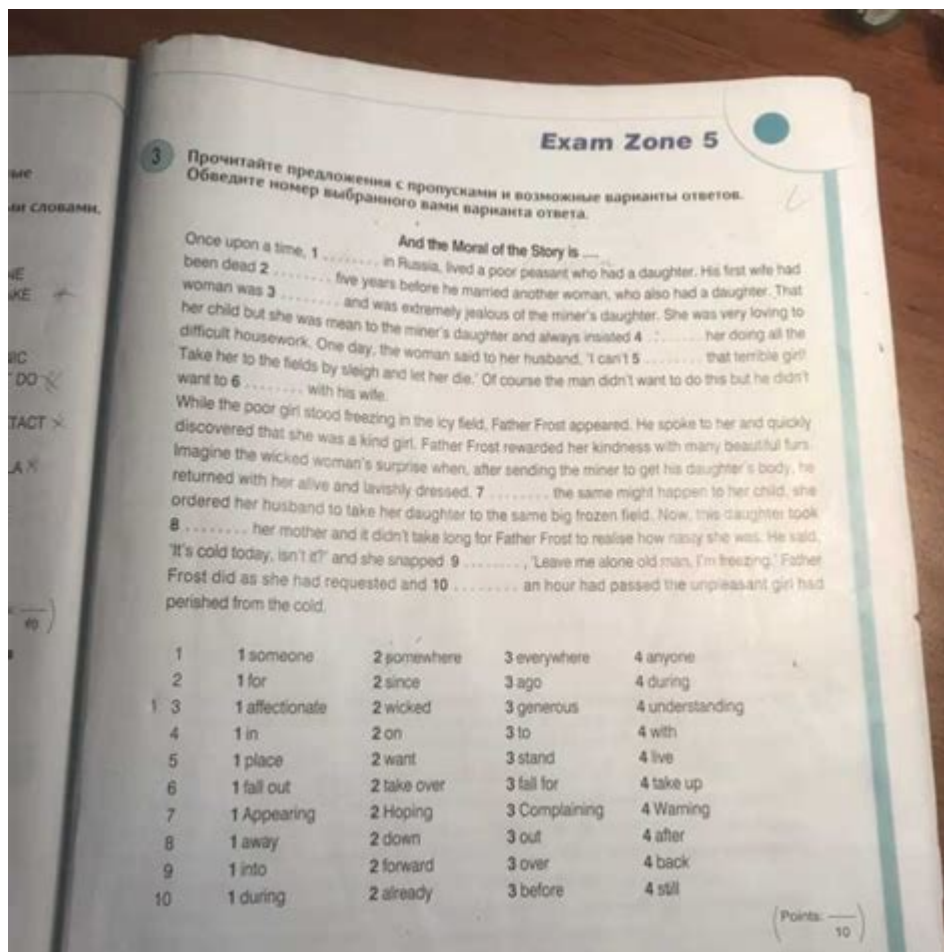 ые
ми словами,
NE
KE
IC
DO
TACT
LA
Exam Zone 5
3 Прочитайте предложения с пропусками и возможные варианты ответов.
Обведите номер выбранного вами варианта ответа.
And the Moral of the Story is ....
Once upon a time, 1 ........ in Russia, lived a poor peasant who had a daughter. His first wife had
been dead 2 ........ five years before he married another woman, who also had a daughter. That
woman was 3 ........ and was extremely jealous of the miner's daughter. She was very loving to
her child but she was mean to the miner's daughter and always insisted 4 ........ her doing all the
difficult housework. One day, the woman said to her husband, 'I can't 5 ........ that terrible girl!
Take her to the fields by sleigh and let her die.' Of course the man didn't want to do this but he didn't
want to 6 ........ with his wife.
While the poor girl stood freezing in the icy field, Father Frost appeared. He spoke to her and quickly
discovered that she was a kind girl. Father Frost rewarded her kindness with many beautiful furs.
Imagine the wicked woman's surprise when, after sending the miner to get his daughter's body, he
returned with her alive and lavishly dressed. 7 ........ the same might happen to her child, she
ordered her husband to take her daughter to the same big frozen field. Now, this daughter took
8 ........ her mother and it didn't take long for Father Frost to realise how nasty she was. He said,
'It's cold today, isn't it?' and she snapped 9 ........, 'Leave me alone old man, I'm freezing.' Father
Frost did as she had requested and 10 ........ an hour had passed the unpleasant girl had
perished from the cold.
1 1 someone 2 somewhere 3 everywhere 4 anyone
2 1 for 2 since 3 ago 4 during
1 3 1 affectionate 2 wicked 3 generous 4 understanding
4 1 in 2 on 3 to 4 with
5 1 place 2 want 3 stand 4 live
6 1 fall out 2 take over 3 fall for 4 take up
7 1 Appearing 2 Hoping 3 Complaining 4 Warning
8 1 away 2 down 3 out 4 after
9 1 into 2 forward 3 over 4 back
10 1 during 2 already 3 before 4 still
(Points: ___
10)